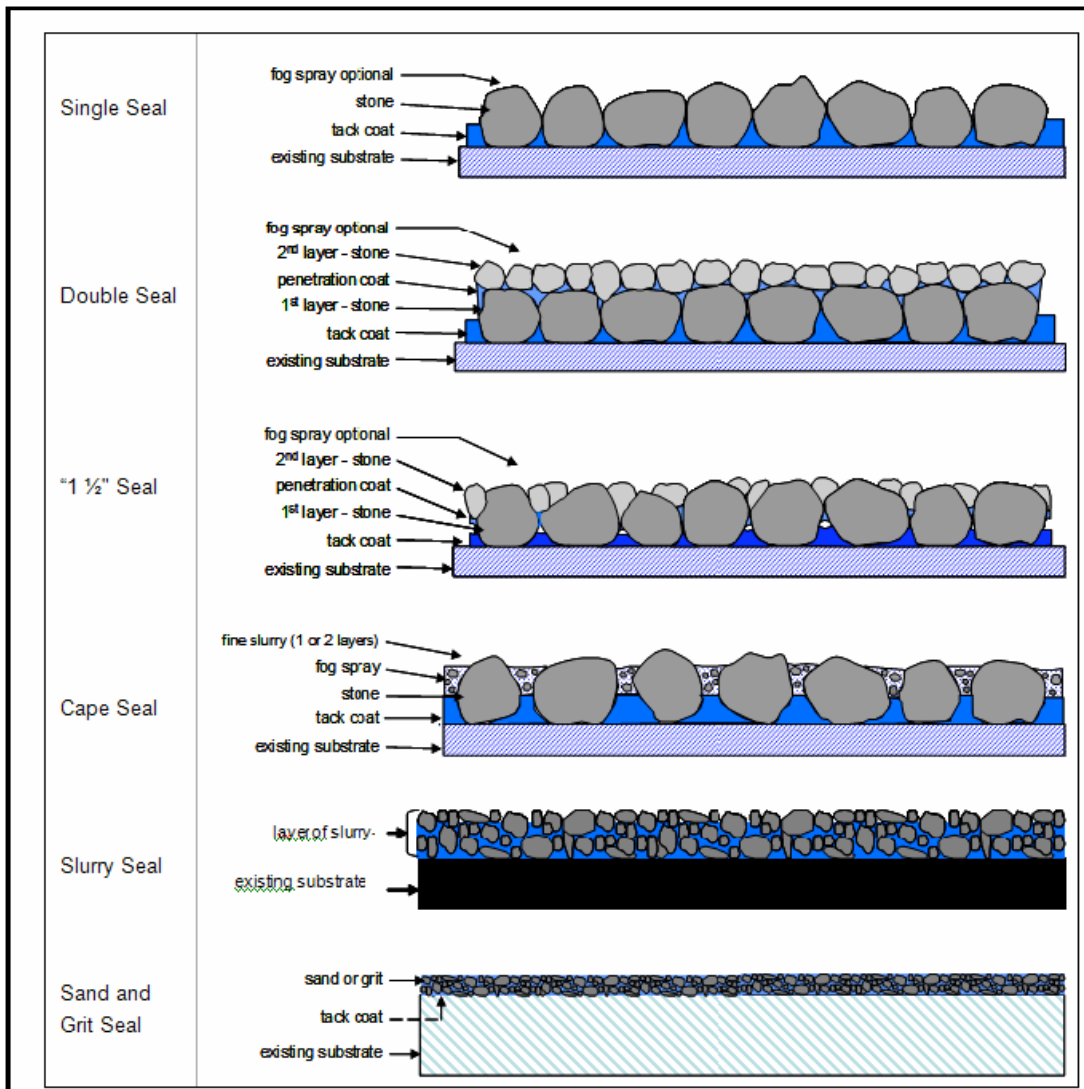 Single Seal
fog spray optional
stone
tack coat
existing substrate
Double Seal
fog spray optional
2nd layer - stone
penetration coat
1st layer - stone
tack coat
existing substrate
"1 ½" Seal
fog spray optional
2nd layer - stone
penetration coat
1st layer - stone
tack coat
existing substrate
Cape Seal
fine slurry (1 or 2 layers)
fog spray
stone
tack coat
existing substrate
Slurry Seal
layer of slurry-
existing substrate
Sand and
Grit Seal
sand or grit
tack coat
existing substrate